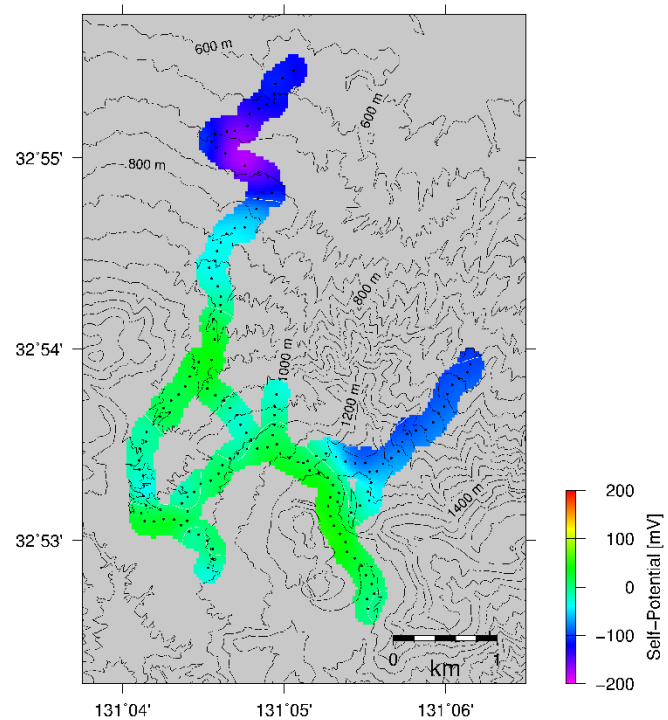 600 m
32°55'
800 m
600 m
800 m
32°54'
1000 m
1200 m
1400 m
32°53'
0
1
km
131°04'
131°05'
131°06'
200
100
0
−100
−200
Self-Potential [mV]